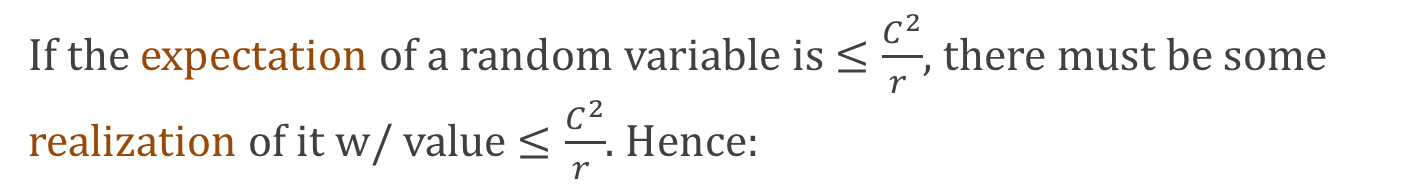 If the expectation of a random variable is ≤ C²/r, there must be some
realization of it w/ value ≤ C²/r. Hence: